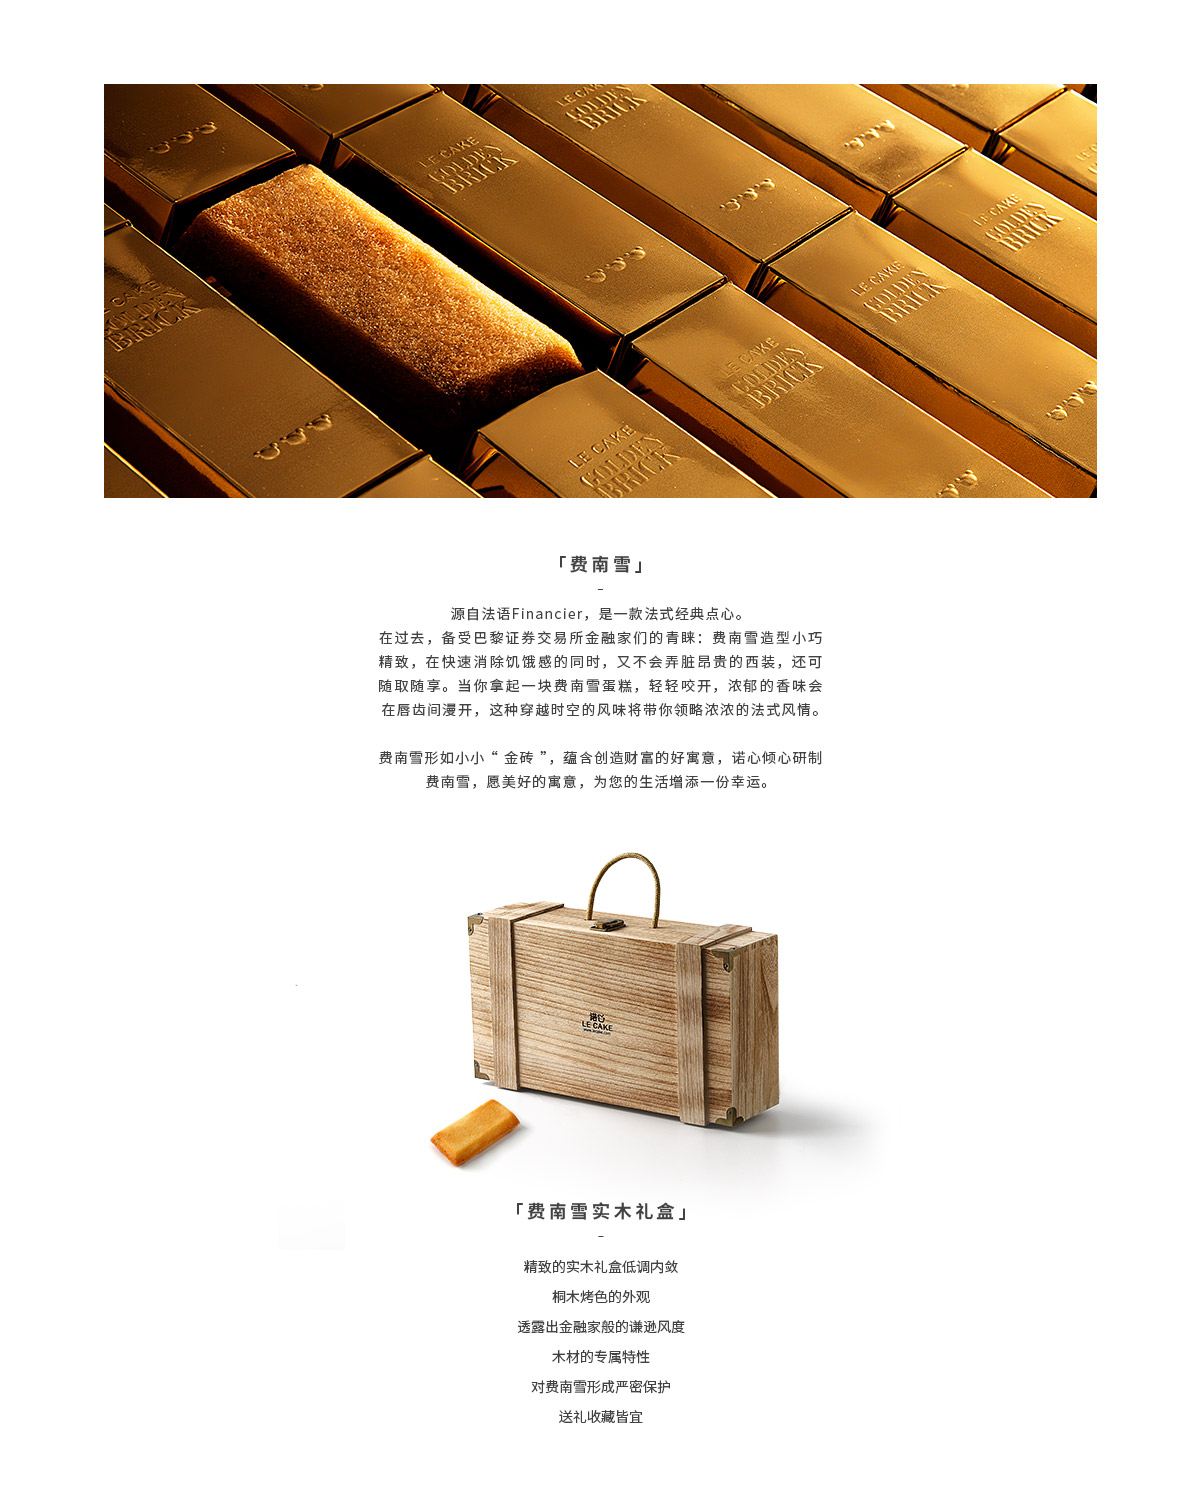 LE CAKE
GOLDEN
BRICK
LE CAKE
GOLDEN
BRICK
LE CAKE
GOLDEN
BRICK
LE CAKE
GOLDEN
BRICK
LE CAKE
GOLDEN
BRICK
LE CAKE
GOLDEN
BRICK
LE CAKE
GOLDEN
BRICK
「费南雪」
–
源自法语Financier，是一款法式经典点心。
在过去，备受巴黎证券交易所金融家们的青睐：费南雪造型小巧
精致，在快速消除饥饿感的同时，又不会弄脏昂贵的西装，还可
随取随享。当你拿起一块费南雪蛋糕，轻轻咬开，浓郁的香味会
在唇齿间漫开，这种穿越时空的风味将带你领略浓浓的法式风情。
费南雪形如小小 “ 金砖 ”，蕴含创造财富的好寓意，诺心倾心研制
费南雪，愿美好的寓意，为您的生活增添一份幸运。
诺心
LE CAKE
www.lecake.com
「费南雪实木礼盒」
–
精致的实木礼盒低调内敛
桐木烤色的外观
透露出金融家般的谦逊风度
木材的专属特性
对费南雪形成严密保护
送礼收藏皆宜